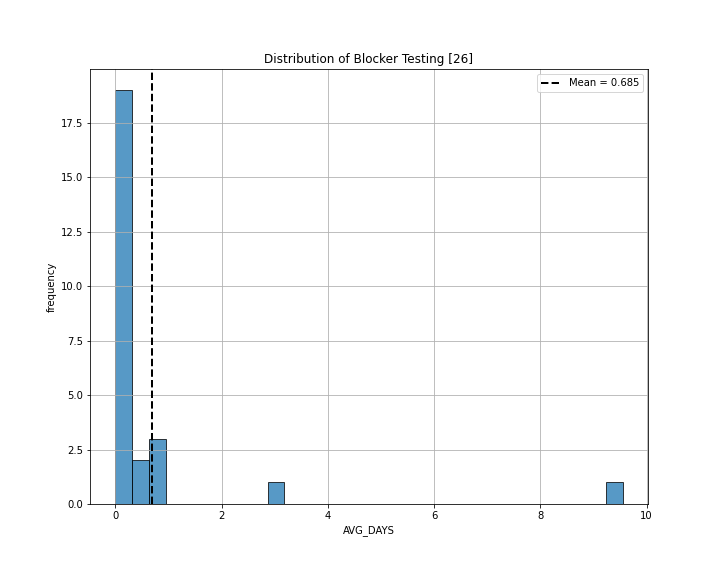 Distribution of Blocker Testing [26]
Mean = 0.685
17.5
15.0
12.5
10.0
7.5
5.0
2.5
0.0
frequency
0 2 4 6 8 10
AVG_DAYS